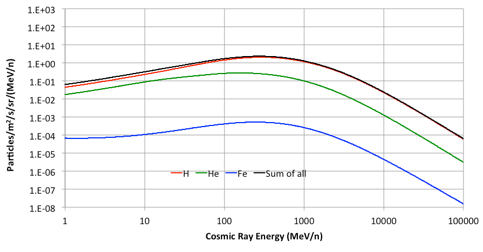 Particles/m²/s/sr/(MeV/n)
1.E+03
1.E+02
1.E+01
1.E+00
1.E-01
1.E-02
1.E-03
1.E-04
1.E-05
1.E-06
1.E-07
1.E-08
H He Fe Sum of all
1 10 100 1000 10000 100000
Cosmic Ray Energy (MeV/n)